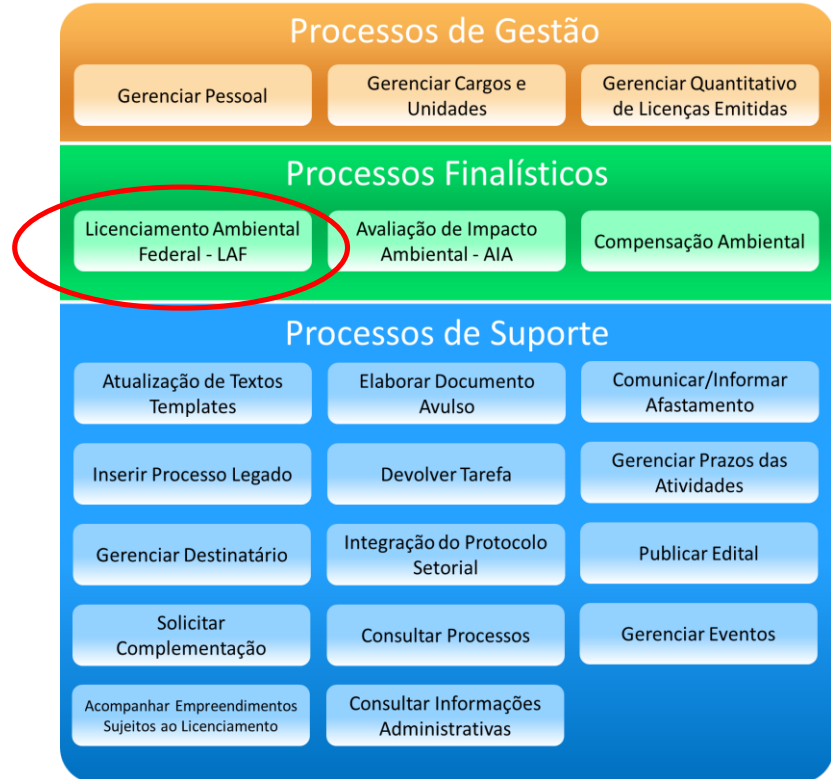 Processos de Gestão
Gerenciar Pessoal
Gerenciar Cargos e
Unidades
Gerenciar Quantitativo
de Licenças Emitidas
Processos Finalísticos
Licenciamento Ambiental
Federal - LAF
Avaliação de Impacto
Ambiental - AIA
Compensação Ambiental
Processos de Suporte
Atualização de Textos
Templates
Elaborar Documento
Avulso
Comunicar/Informar
Afastamento
Inserir Processo Legado
Devolver Tarefa
Gerenciar Prazos das
Atividades
Gerenciar Destinatário
Integração do Protocolo
Setorial
Publicar Edital
Solicitar
Complementação
Consultar Processos
Gerenciar Eventos
Acompanhar Empreendimentos
Sujeitos ao Licenciamento
Consultar Informações
Administrativas